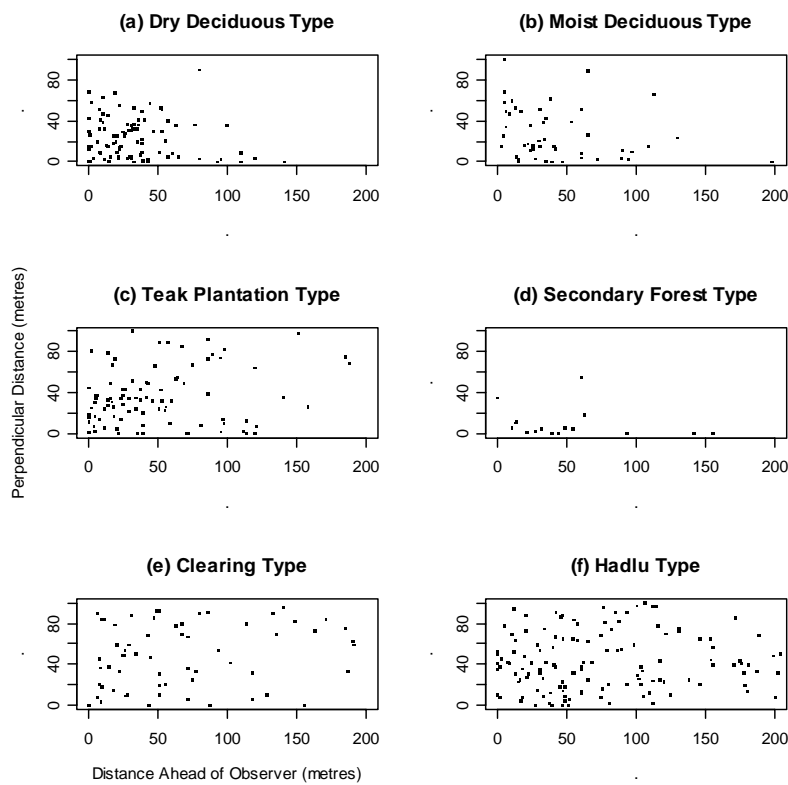 (a) Dry Deciduous Type
(b) Moist Deciduous Type
80
40
0
80
40
0
0 50 100 150 200
0 50 100 150 200
Perpendicular Distance (metres)
(c) Teak Plantation Type
(d) Secondary Forest Type
80
40
0
80
40
0
0 50 100 150 200
0 50 100 150 200
(e) Clearing Type
(f) Hadlu Type
80
40
0
80
40
0
0 50 100 150 200
0 50 100 150 200
Distance Ahead of Observer (metres)